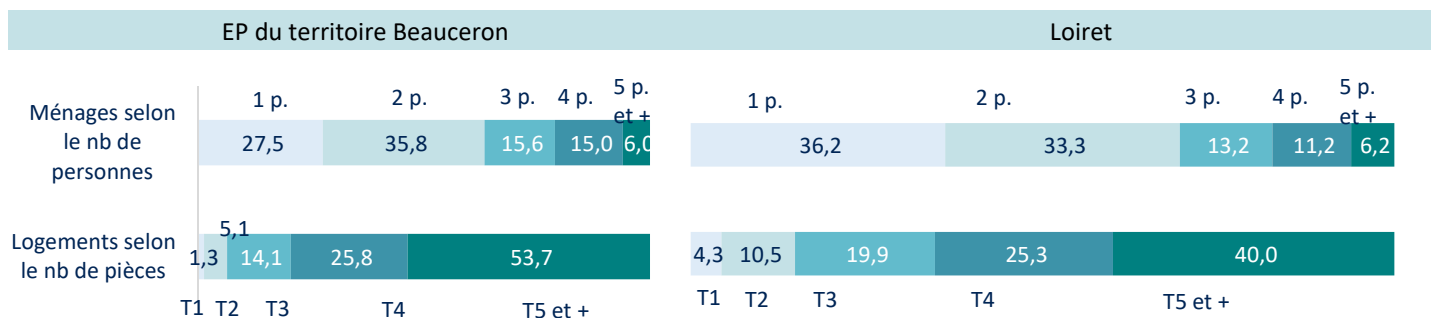 EP du territoire Beauceron
Loiret
Ménages selon
le nb de
personnes
1 p. 2 p. 3 p. 4 p. 5 p.
et +
27,5 35,8 15,6 15,0 6,0
1 p. 2 p. 3 p. 4 p. 5 p.
et +
36,2 33,3 13,2 11,2 6,2
Logements selon
le nb de pièces
1,3 5,1 14,1 25,8 53,7
T1 T2 T3 T4 T5 et +
4,3 10,5 19,9 25,3 40,0
T1 T2 T3 T4 T5 et +